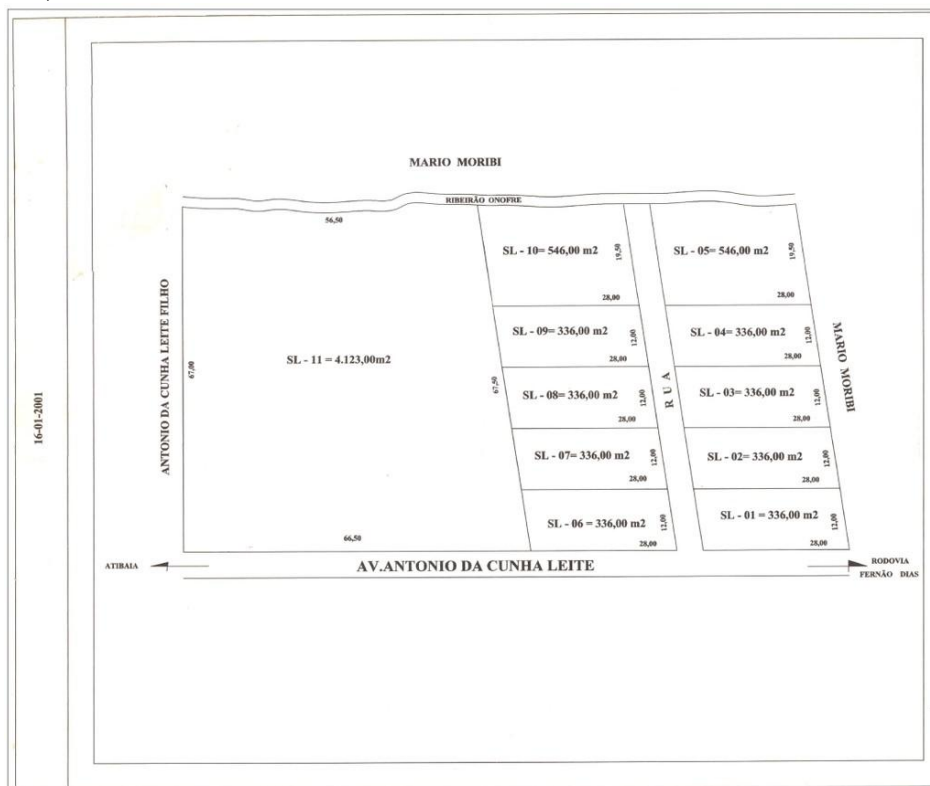 MARIO MORIBI
RIBEIRÃO ONOFRE
56,50
SL - 10= 546,00 m2
19,50
28,00
SL - 05= 546,00 m2
19,50
28,00
ANTONIO DA CUNHA LEITE FILHO
67,00
SL - 11 = 4.123,00m2
67,50
SL - 09= 336,00 m2
12,00
28,00
SL - 04= 336,00 m2
12,00
28,00
MARIO MORIBI
SL - 08= 336,00 m2
12,00
28,00
RUA
SL - 03= 336,00 m2
12,00
28,00
16-01-2001
SL - 07= 336,00 m2
12,00
28,00
SL - 02= 336,00 m2
12,00
28,00
SL - 06 = 336,00 m2
12,00
28,00
SL - 01 = 336,00 m2
12,00
28,00
66,50
ATIBAIA
AV.ANTONIO DA CUNHA LEITE
RODOVIA
FERNÃO DIAS